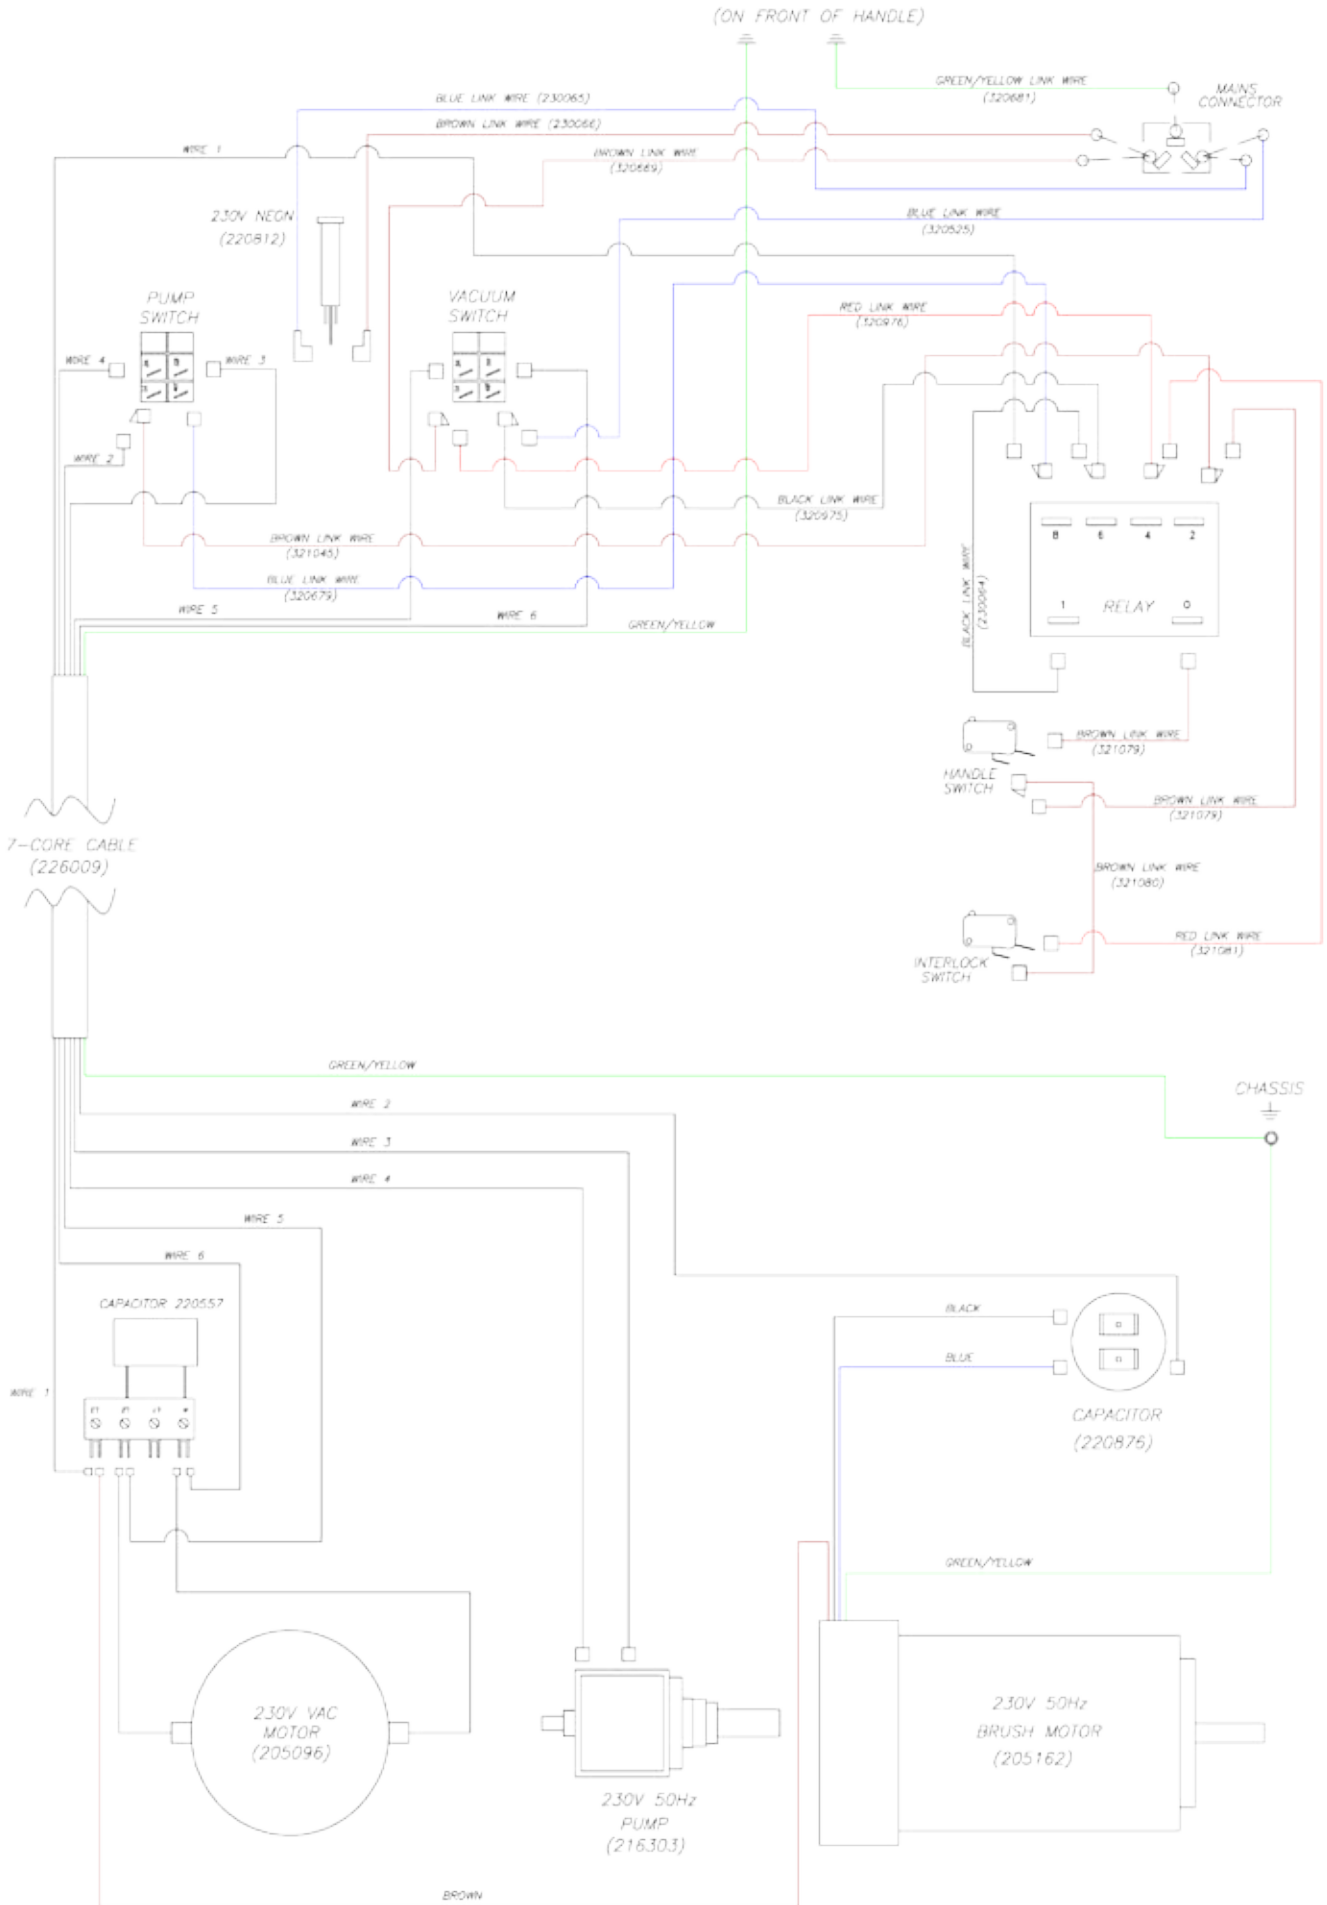 (ON FRONT OF HANDLE)
GREEN/YELLOW LINK WIRE
(320681)
MAINS
CONNECTOR
BLUE LINK WIRE (230065)
BROWN LINK WIRE (230066)
WIRE 1
BROWN LINK WIRE
(320689)
230V NEON
(220812)
BLUE LINK WIRE
(320525)
PUMP
SWITCH
VACUUM
SWITCH
RED LINK WIRE
(320976)
WIRE 4
WIRE 3
WIRE 2
BLACK LINK WIRE
(320975)
BROWN LINK WIRE
(321045)
BLUE LINK WIRE
(320679)
WIRE 5
WIRE 6
GREEN/YELLOW
BLACK LINK WIRE
(230064)
8 6 4 2
1 RELAY 0
BROWN LINK WIRE
(321079)
HANDLE
SWITCH
BROWN LINK WIRE
(321079)
7-CORE CABLE
(226009)
BROWN LINK WIRE
(321080)
RED LINK WIRE
(321081)
INTERLOCK
SWITCH
GREEN/YELLOW
CHASSIS
WIRE 2
WIRE 3
WIRE 4
WIRE 5
WIRE 6
CAPACITOR 220557
BLACK
BLUE
WIRE 1
CAPACITOR
(220876)
GREEN/YELLOW
230V VAC
MOTOR
(205096)
230V 50Hz
BRUSH MOTOR
(205162)
230V 50Hz
PUMP
(216303)
BROWN